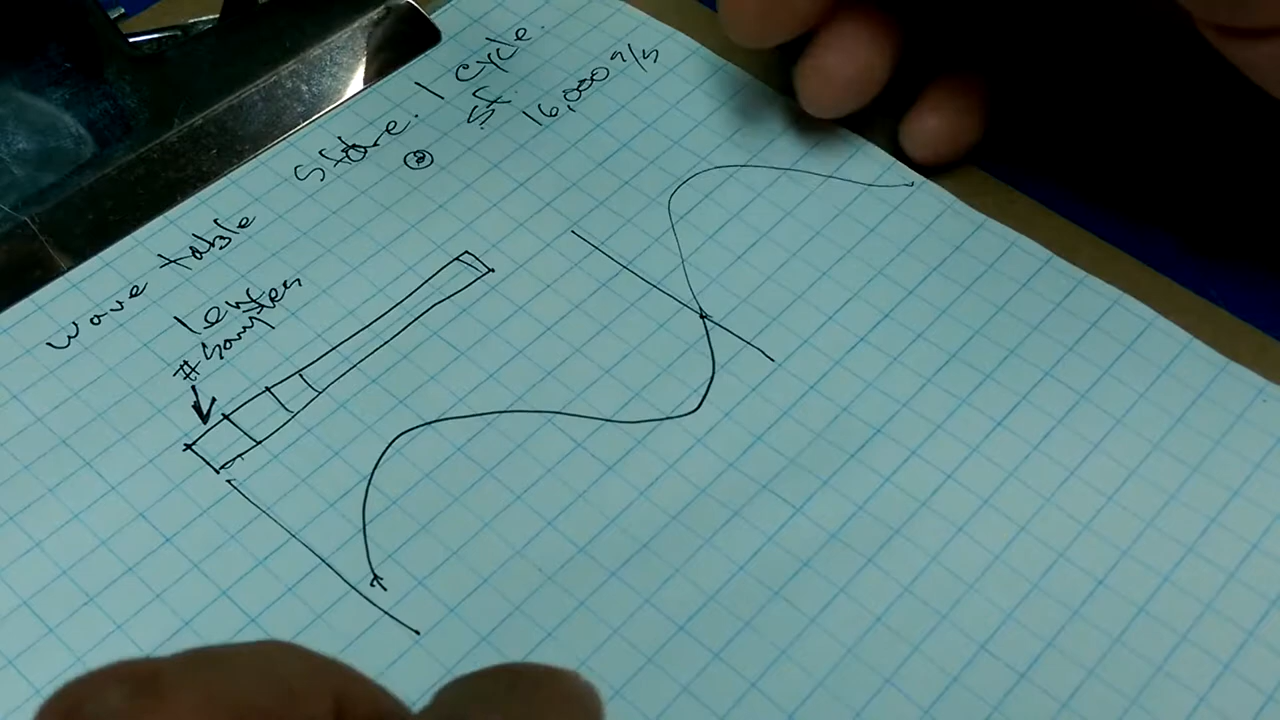 wave table Store. 1 cycle.
@ sf.
16,000 s/s
len
#samples